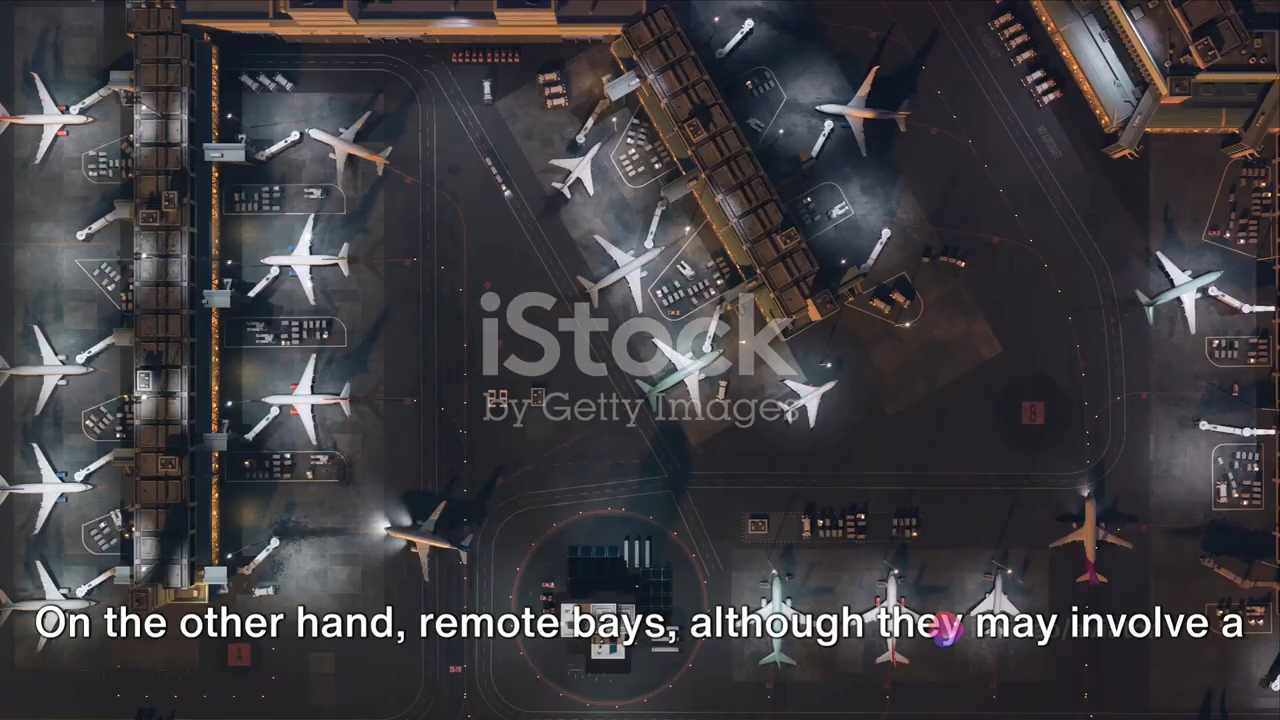 iStock
by Getty Images
B
On the other hand, remote bays, although they may involve a
A